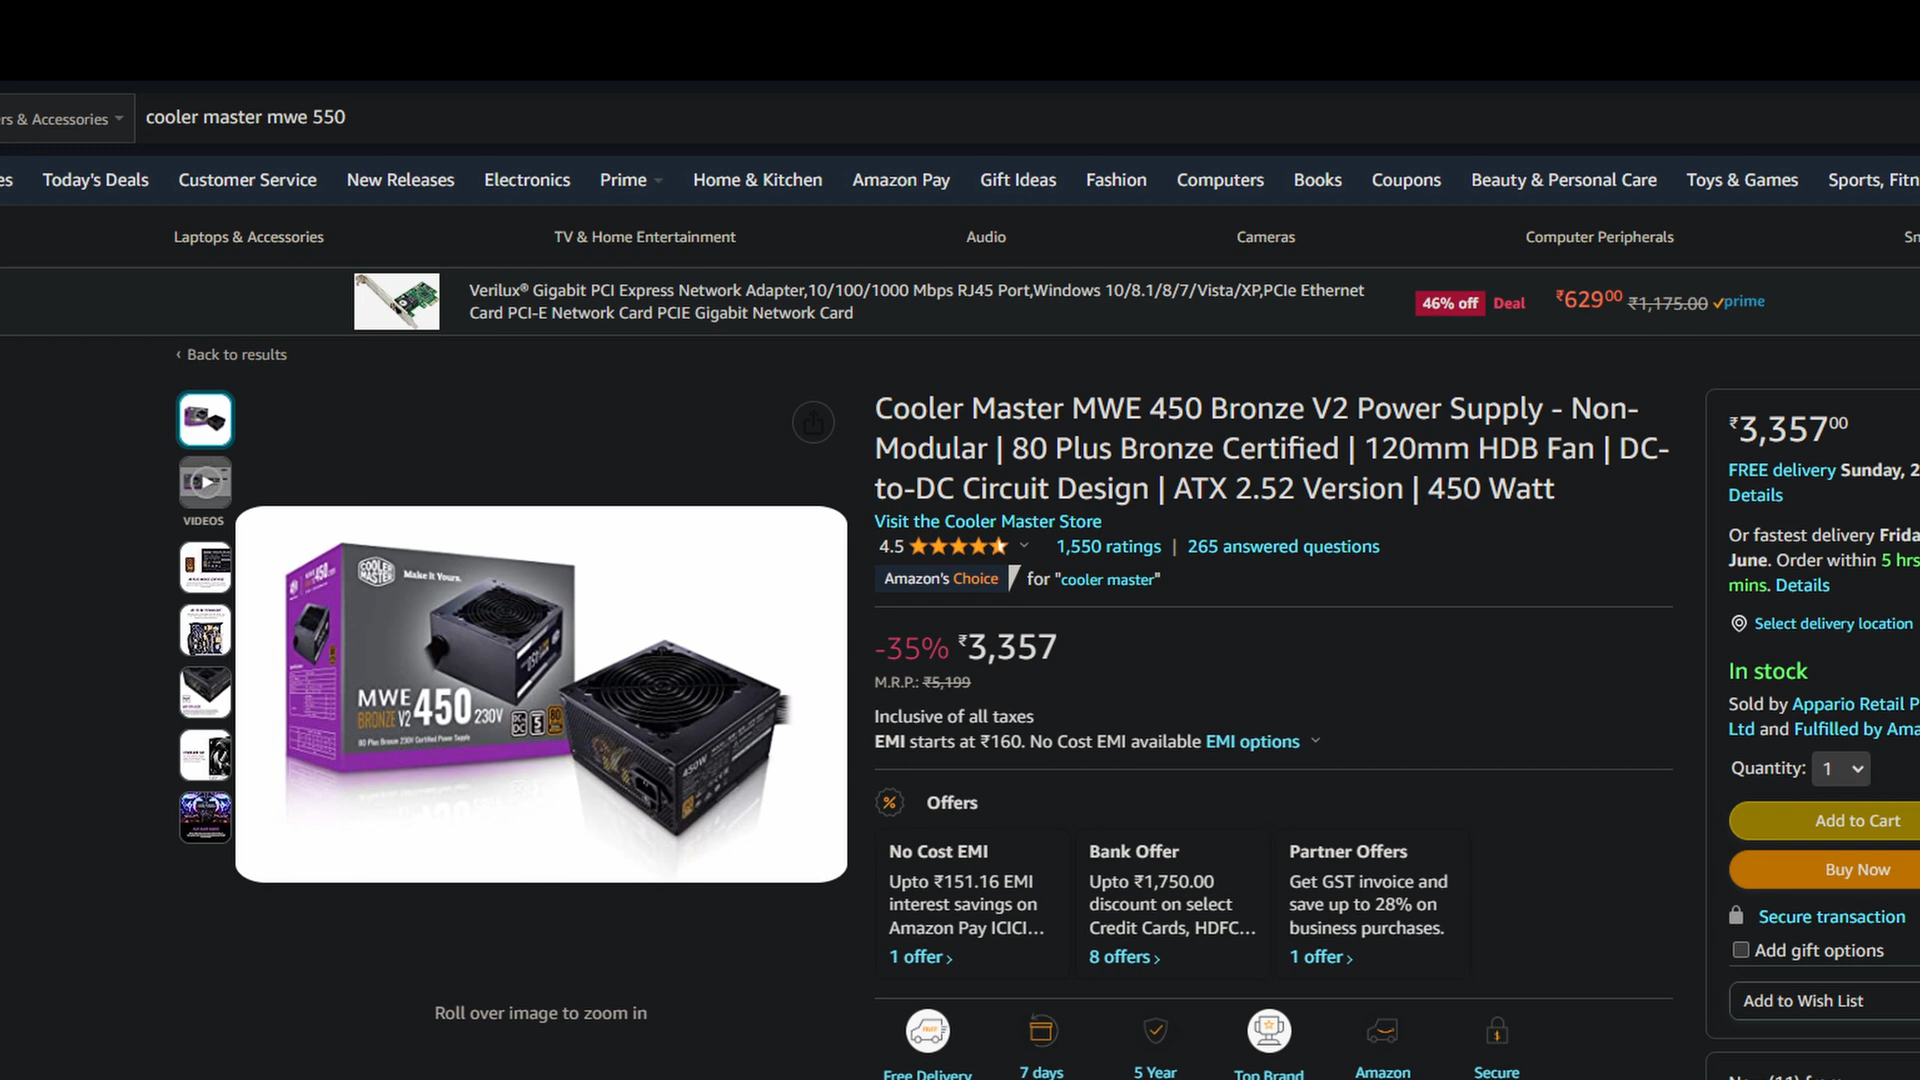 rs & Accessories
cooler master mwe 550
es Today's Deals Customer Service New Releases Electronics Prime Home & Kitchen Amazon Pay Gift Ideas Fashion Computers Books Coupons Beauty & Personal Care Toys & Games Sports, Fitn
Laptops & Accessories TV & Home Entertainment Audio Cameras Computer Peripherals Sn
Verilux® Gigabit PCI Express Network Adapter,10/100/1000 Mbps RJ45 Port,Windows 10/8.1/8/7/Vista/XP,PCIe Ethernet
Card PCI-E Network Card PCIE Gigabit Network Card
46% off Deal ₹62900 ₹1,175.00 prime
‹ Back to results
VIDEOS
COOLER MASTER Make It Yours.
MWE 450
BRONZE V2 230V
80 Plus Bronze 230V Certified Power Supply
450W
Roll over image to zoom in
Cooler Master MWE 450 Bronze V2 Power Supply - Non-
Modular | 80 Plus Bronze Certified | 120mm HDB Fan | DC-
to-DC Circuit Design | ATX 2.52 Version | 450 Watt
Visit the Cooler Master Store
4.5 1,550 ratings | 265 answered questions
Amazon's Choice for "cooler master"
-35% ₹3,357
M.R.P.: ₹5,199
Inclusive of all taxes
EMI starts at ₹160. No Cost EMI available EMI options
Offers
No Cost EMI
Upto ₹151.16 EMI
interest savings on
Amazon Pay ICICI…
1 offer ›
Bank Offer
Upto ₹1,750.00
discount on select
Credit Cards, HDFC…
8 offers ›
Partner Offers
Get GST invoice and
save up to 28% on
business purchases.
1 offer ›
Free Delivery 7 days 5 Year Top Brand Amazon Secure
₹3,35700
FREE delivery Sunday, 2
Details
Or fastest delivery Frida
June. Order within 5 hrs
mins. Details
Select delivery location
In stock
Sold by Appario Retail P
Ltd and Fulfilled by Ama
Quantity: 1
Add to Cart
Buy Now
Secure transaction
Add gift options
Add to Wish List